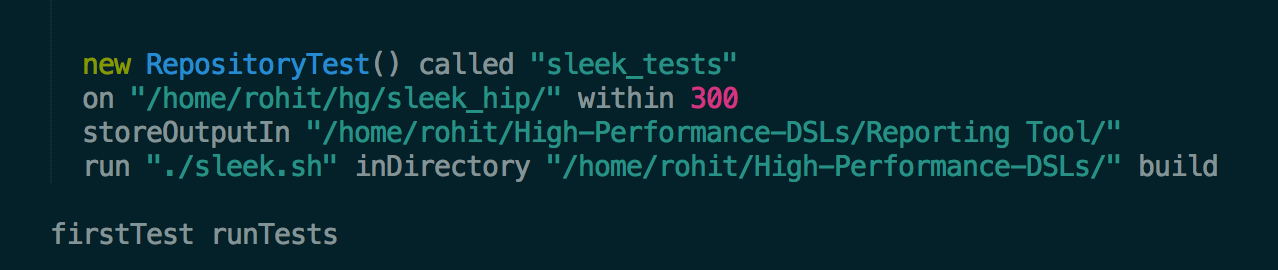 new RepositoryTest() called "sleek_tests"
on "/home/rohit/hg/sleek_hip/" within 300
storeOutputIn "/home/rohit/High-Performance-DSLs/Reporting Tool/"
run "./sleek.sh" inDirectory "/home/rohit/High-Performance-DSLs/" build
firstTest runTests